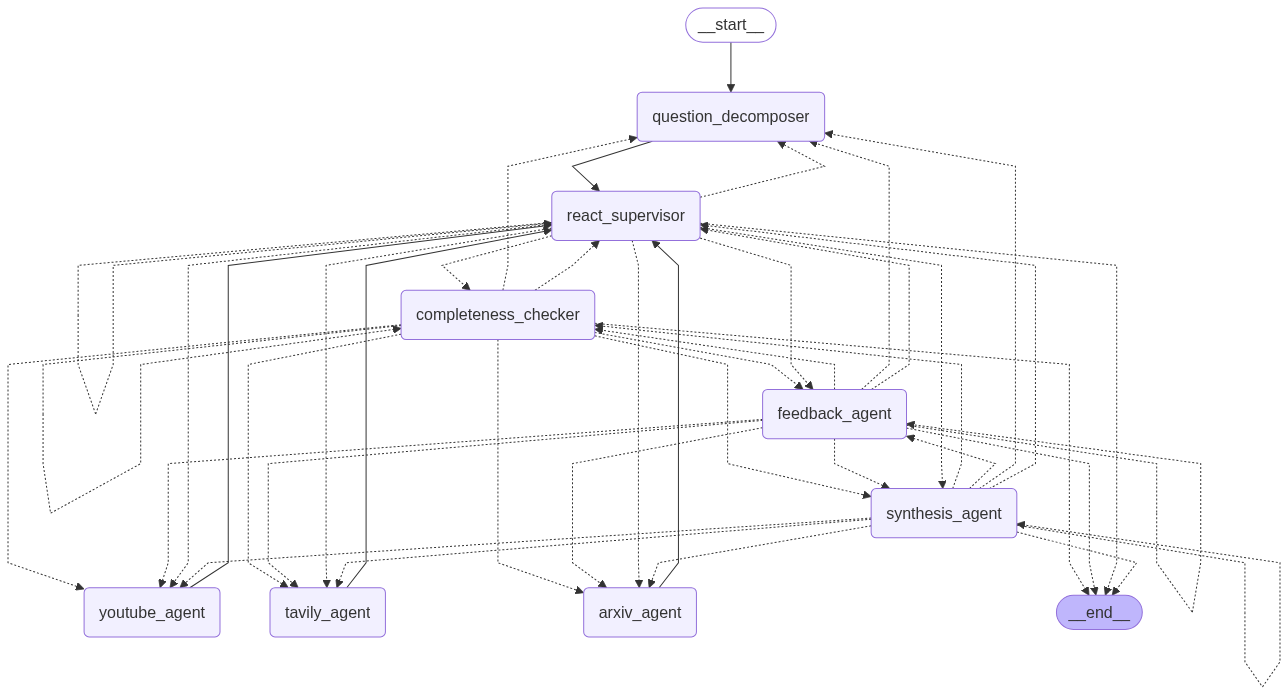 __start__
question_decomposer
react_supervisor
completeness_checker
feedback_agent
synthesis_agent
youtube_agent
tavily_agent
arxiv_agent
__end__